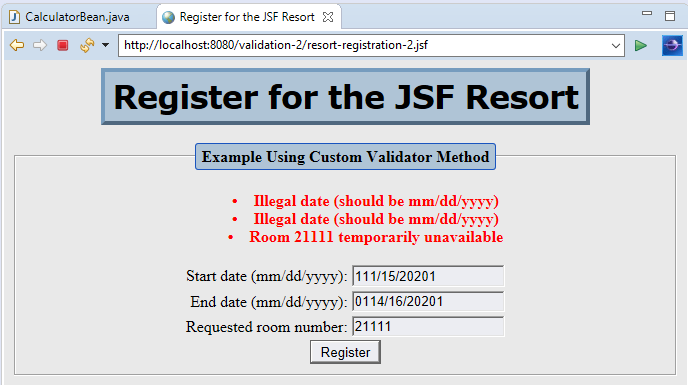 CalculatorBean.java
Register for the JSF Resort
http://localhost:8080/validation-2/resort-registration-2.jsf
Register for the JSF Resort
Example Using Custom Validator Method
• Illegal date (should be mm/dd/yyyy)
• Illegal date (should be mm/dd/yyyy)
• Room 21111 temporarily unavailable
Start date (mm/dd/yyyy): 111/15/20201
End date (mm/dd/yyyy): 0114/16/20201
Requested room number: 21111
Register